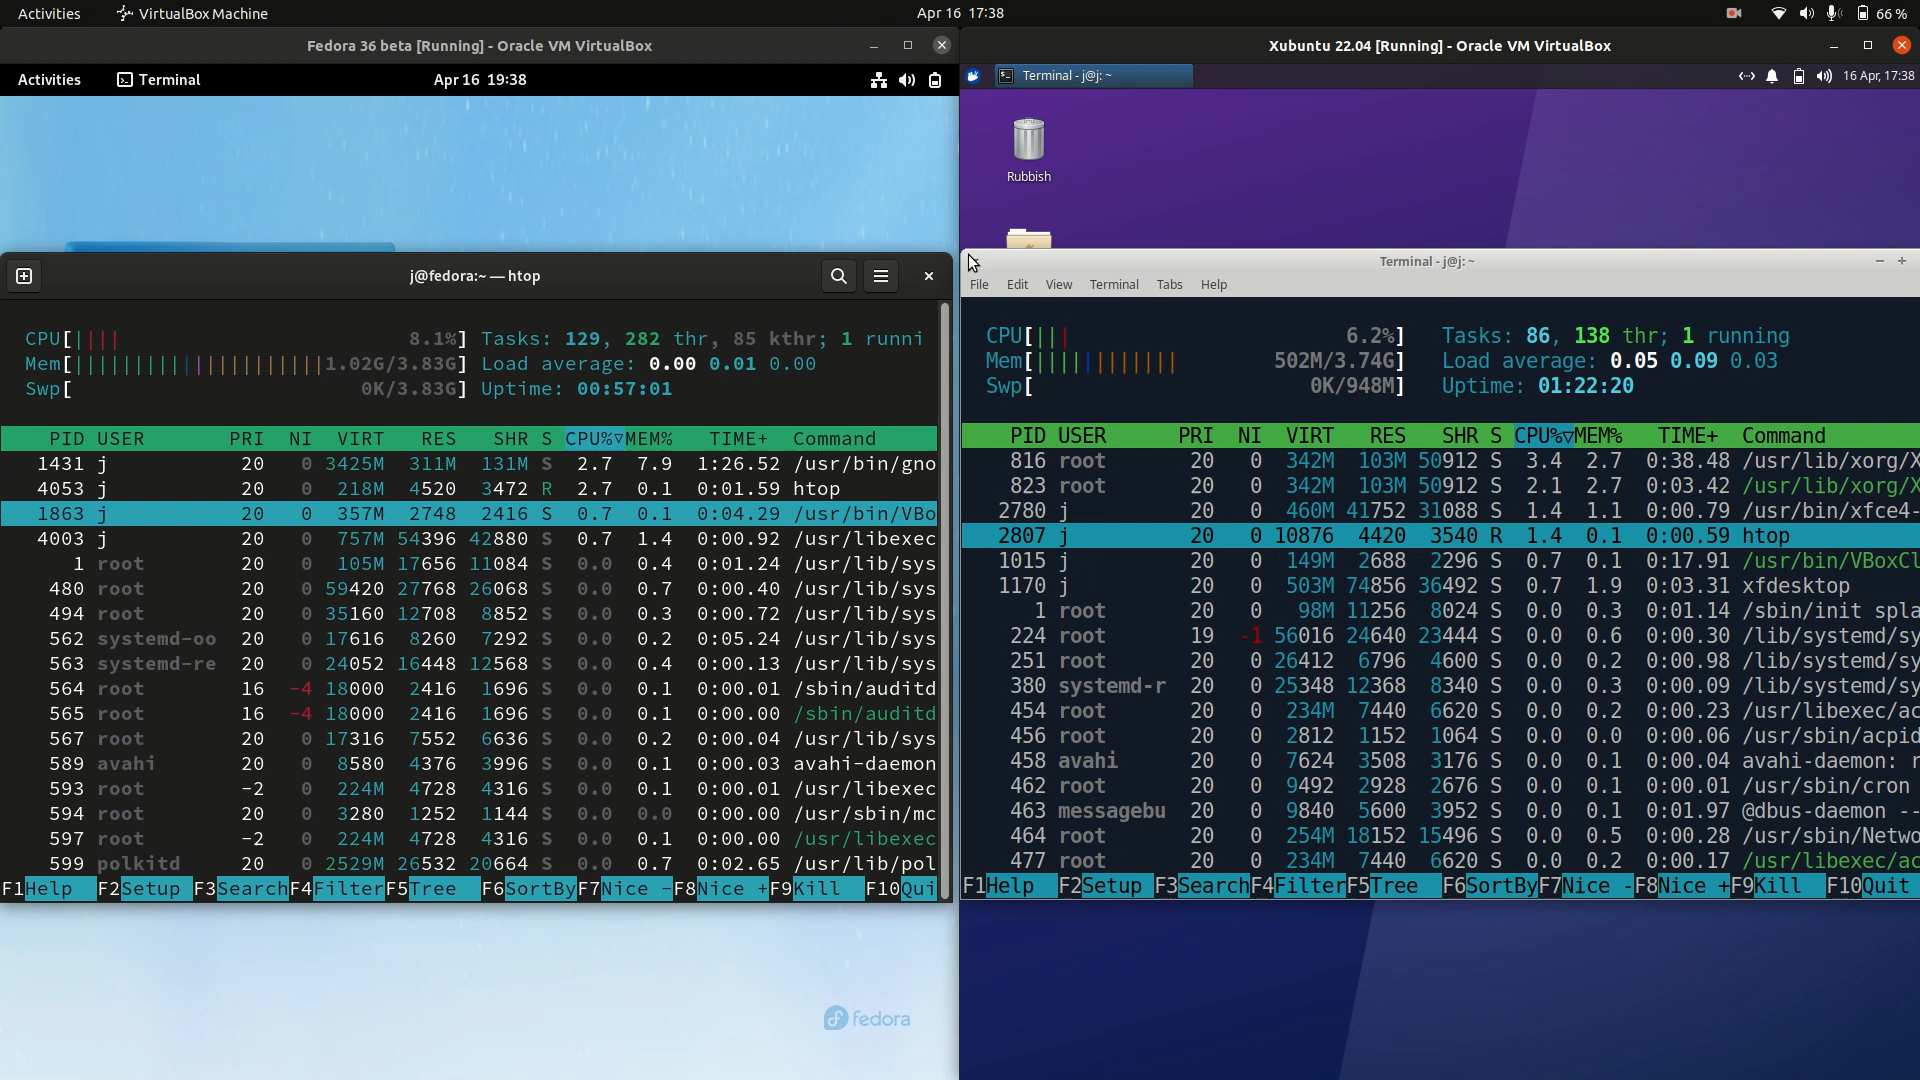 Activities VirtualBox Machine Apr 16 17:38 66 %
Fedora 36 beta [Running] - Oracle VM VirtualBox
Activities Terminal Apr 16 19:38
j@fedora:~ — htop
CPU[|||| 8.1%] Tasks: 129, 282 thr, 85 kthr; 1 runni
Mem[|||||||||||||||||||||||1.02G/3.83G] Load average: 0.00 0.01 0.00
Swp[ 0K/3.83G] Uptime: 00:57:01
PID USER PRI NI VIRT RES SHR S CPU%▽MEM% TIME+ Command
1431 j 20 0 3425M 311M 131M S 2.7 7.9 1:26.52 /usr/bin/gno
4053 j 20 0 218M 4520 3472 R 2.7 0.1 0:01.59 htop
1863 j 20 0 357M 2748 2416 S 0.7 0.1 0:04.29 /usr/bin/VBo
4003 j 20 0 757M 54396 42880 S 0.7 1.4 0:00.92 /usr/libexec
1 root 20 0 105M 17656 11084 S 0.0 0.4 0:01.24 /usr/lib/sys
480 root 20 0 59420 27768 26068 S 0.0 0.7 0:00.40 /usr/lib/sys
494 root 20 0 35160 12708 8852 S 0.0 0.3 0:00.72 /usr/lib/sys
562 systemd-oo 20 0 17616 8260 7292 S 0.0 0.2 0:05.24 /usr/lib/sys
563 systemd-re 20 0 24052 16448 12568 S 0.0 0.4 0:00.13 /usr/lib/sys
564 root 16 -4 18000 2416 1696 S 0.0 0.1 0:00.01 /sbin/auditd
565 root 16 -4 18000 2416 1696 S 0.0 0.1 0:00.00 /sbin/auditd
567 root 20 0 17316 7552 6636 S 0.0 0.2 0:00.04 /usr/lib/sys
589 avahi 20 0 8580 4376 3996 S 0.0 0.1 0:00.03 avahi-daemon
593 root -2 0 224M 4728 4316 S 0.0 0.1 0:00.01 /usr/libexec
594 root 20 0 3280 1252 1144 S 0.0 0.0 0:00.00 /usr/sbin/mc
597 root -2 0 224M 4728 4316 S 0.0 0.1 0:00.00 /usr/libexec
599 polkitd 20 0 2529M 26532 20664 S 0.0 0.7 0:02.65 /usr/lib/pol
F1Help F2Setup F3SearchF4FilterF5Tree F6SortByF7Nice -F8Nice +F9Kill F10Qui
fedora
Xubuntu 22.04 [Running] - Oracle VM VirtualBox
Terminal - j@j: ~ 16 Apr, 17:38
Rubbish
Terminal - j@j: ~
File Edit View Terminal Tabs Help
CPU[||| 6.2%] Tasks: 86, 138 thr; 1 running
Mem[|||||||||||| 502M/3.74G] Load average: 0.05 0.09 0.03
Swp[ 0K/948M] Uptime: 01:22:20
PID USER PRI NI VIRT RES SHR S CPU%▽MEM% TIME+ Command
816 root 20 0 342M 103M 50912 S 3.4 2.7 0:38.48 /usr/lib/xorg/X
823 root 20 0 342M 103M 50912 S 2.1 2.7 0:03.42 /usr/lib/xorg/X
2780 j 20 0 460M 41752 31088 S 1.4 1.1 0:00.79 /usr/bin/xfce4-
2807 j 20 0 10876 4420 3540 R 1.4 0.1 0:00.59 htop
1015 j 20 0 149M 2688 2296 S 0.7 0.1 0:17.91 /usr/bin/VBoxCl
1170 j 20 0 503M 74856 36492 S 0.7 1.9 0:03.31 xfdesktop
1 root 20 0 98M 11256 8024 S 0.0 0.3 0:01.14 /sbin/init spla
224 root 19 -1 56016 24640 23444 S 0.0 0.6 0:00.30 /lib/systemd/sy
251 root 20 0 26412 6796 4600 S 0.0 0.2 0:00.98 /lib/systemd/sy
380 systemd-r 20 0 25348 12368 8340 S 0.0 0.3 0:00.09 /lib/systemd/sy
454 root 20 0 234M 7440 6620 S 0.0 0.2 0:00.23 /usr/libexec/ac
456 root 20 0 2812 1152 1064 S 0.0 0.0 0:00.06 /usr/sbin/acpid
458 avahi 20 0 7624 3508 3176 S 0.0 0.1 0:00.04 avahi-daemon: r
462 root 20 0 9492 2928 2676 S 0.0 0.1 0:00.01 /usr/sbin/cron
463 messagebu 20 0 9840 5600 3952 S 0.0 0.1 0:01.97 @dbus-daemon --
464 root 20 0 254M 18152 15496 S 0.0 0.5 0:00.28 /usr/sbin/Netwo
477 root 20 0 234M 7440 6620 S 0.0 0.2 0:00.17 /usr/libexec/ac
F1Help F2Setup F3SearchF4FilterF5Tree F6SortByF7Nice -F8Nice +F9Kill F10Quit